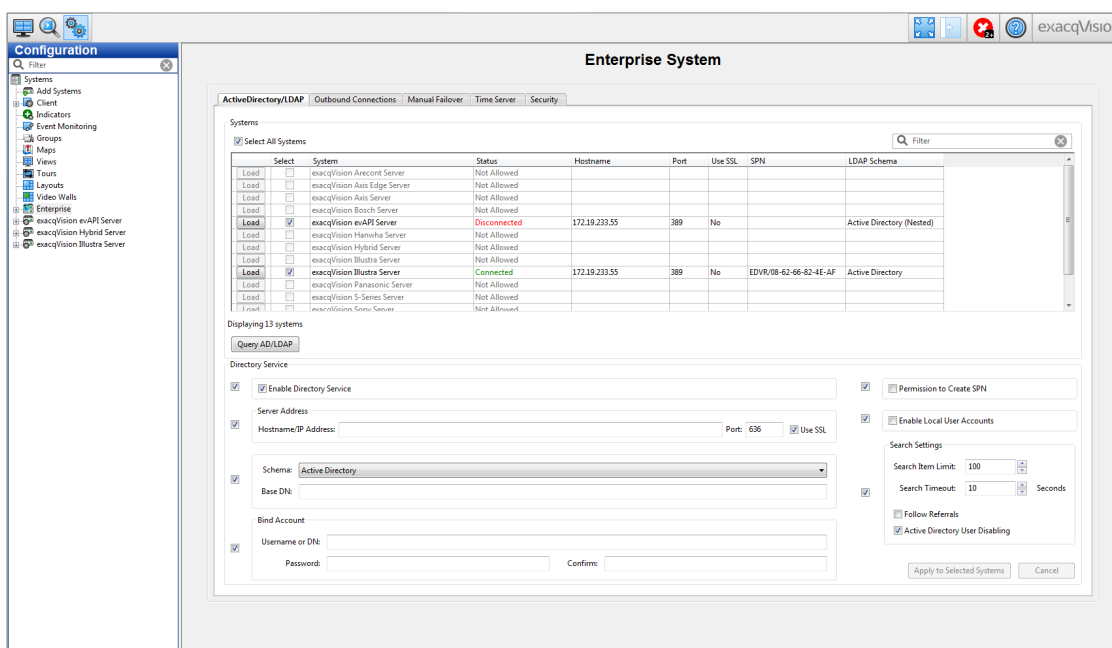 2+
exacqVisio
Configuration
Filter
Systems
Add Systems
Client
Indicators
Event Monitoring
Groups
Maps
Views
Tours
Layouts
Video Walls
Enterprise
exacqVision evAPI Server
exacqVision Hybrid Server
exacqVision Illustra Server
Enterprise System
ActiveDirectory/LDAP Outbound Connections Manual Failover Time Server Security
Systems
Select All Systems
Filter
Select System Status Hostname Port Use SSL SPN LDAP Schema
Load exacqVision Arecont Server Not Allowed
Load exacqVision Axis Edge Server Not Allowed
Load exacqVision Axis Server Not Allowed
Load exacqVision Bosch Server Not Allowed
Load exacqVision evAPI Server Disconnected 172.19.233.55 389 No Active Directory (Nested)
Load exacqVision Hanwha Server Not Allowed
Load exacqVision Hybrid Server Not Allowed
Load exacqVision Illustra Server Not Allowed
Load exacqVision Illustra Server Connected 172.19.233.55 389 No EDVR/08-62-66-82-4E-AF Active Directory
Load exacqVision Panasonic Server Not Allowed
Load exacqVision S-Series Server Not Allowed
Load exacqVision Sony Server Not Allowed
Displaying 13 systems
Query AD/LDAP
Directory Service
Enable Directory Service
Server Address
Hostname/IP Address: Port: 636 Use SSL
Schema: Active Directory
Base DN:
Bind Account
Username or DN:
Password: Confirm:
Permission to Create SPN
Enable Local User Accounts
Search Settings
Search Item Limit: 100
Search Timeout: 10 Seconds
Follow Referrals
Active Directory User Disabling
Apply to Selected Systems Cancel